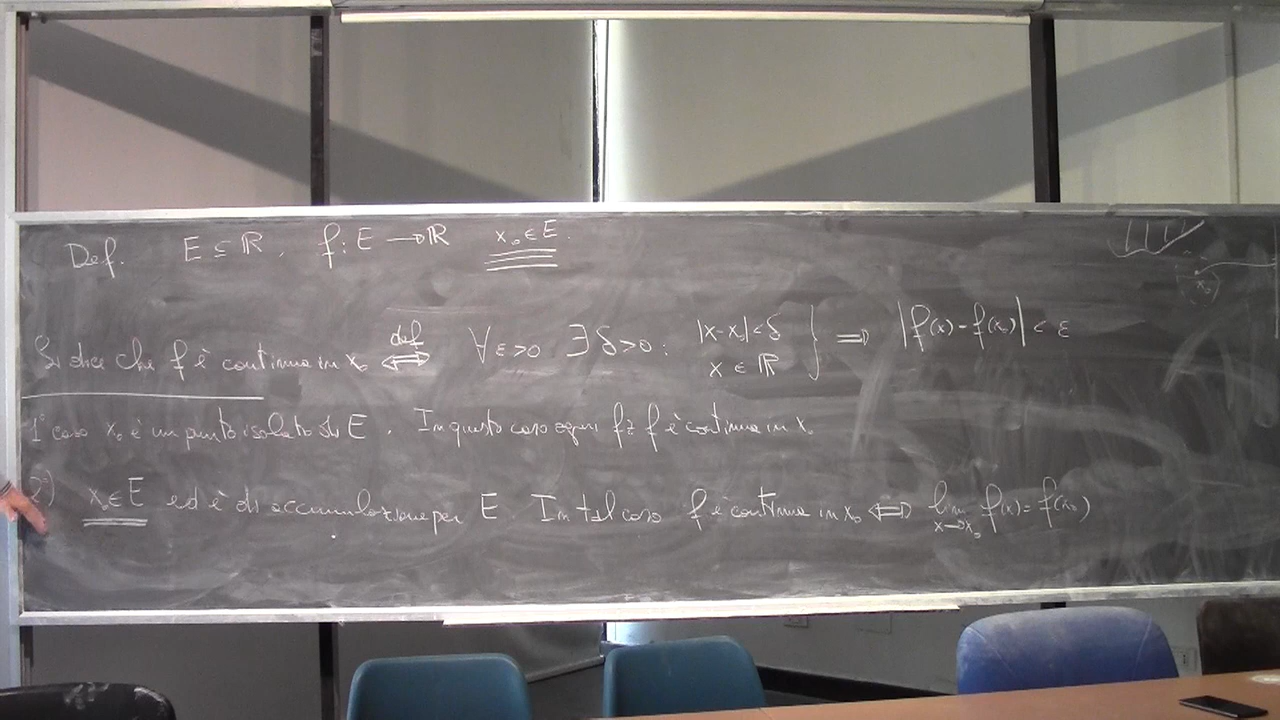 Def. E ⊆ ℝ, f: E → ℝ x₀ ∈ E.
x₀
Si dice che f è continua in x₀ ⇔ def ∀ε>0 ∃δ>0: |x-x₀|<δ x ∈ ℝ } ⟹ |f(x) - f(x₀)| < ε
1° caso x₀ è un punto isolato di E. In questo caso ogni fz f è continua in x₀
2°) x₀ ∈ E ed è di accumulazione per E In tal caso f è continua in x₀ ⇔ lim x→x₀ f(x) = f(x₀)